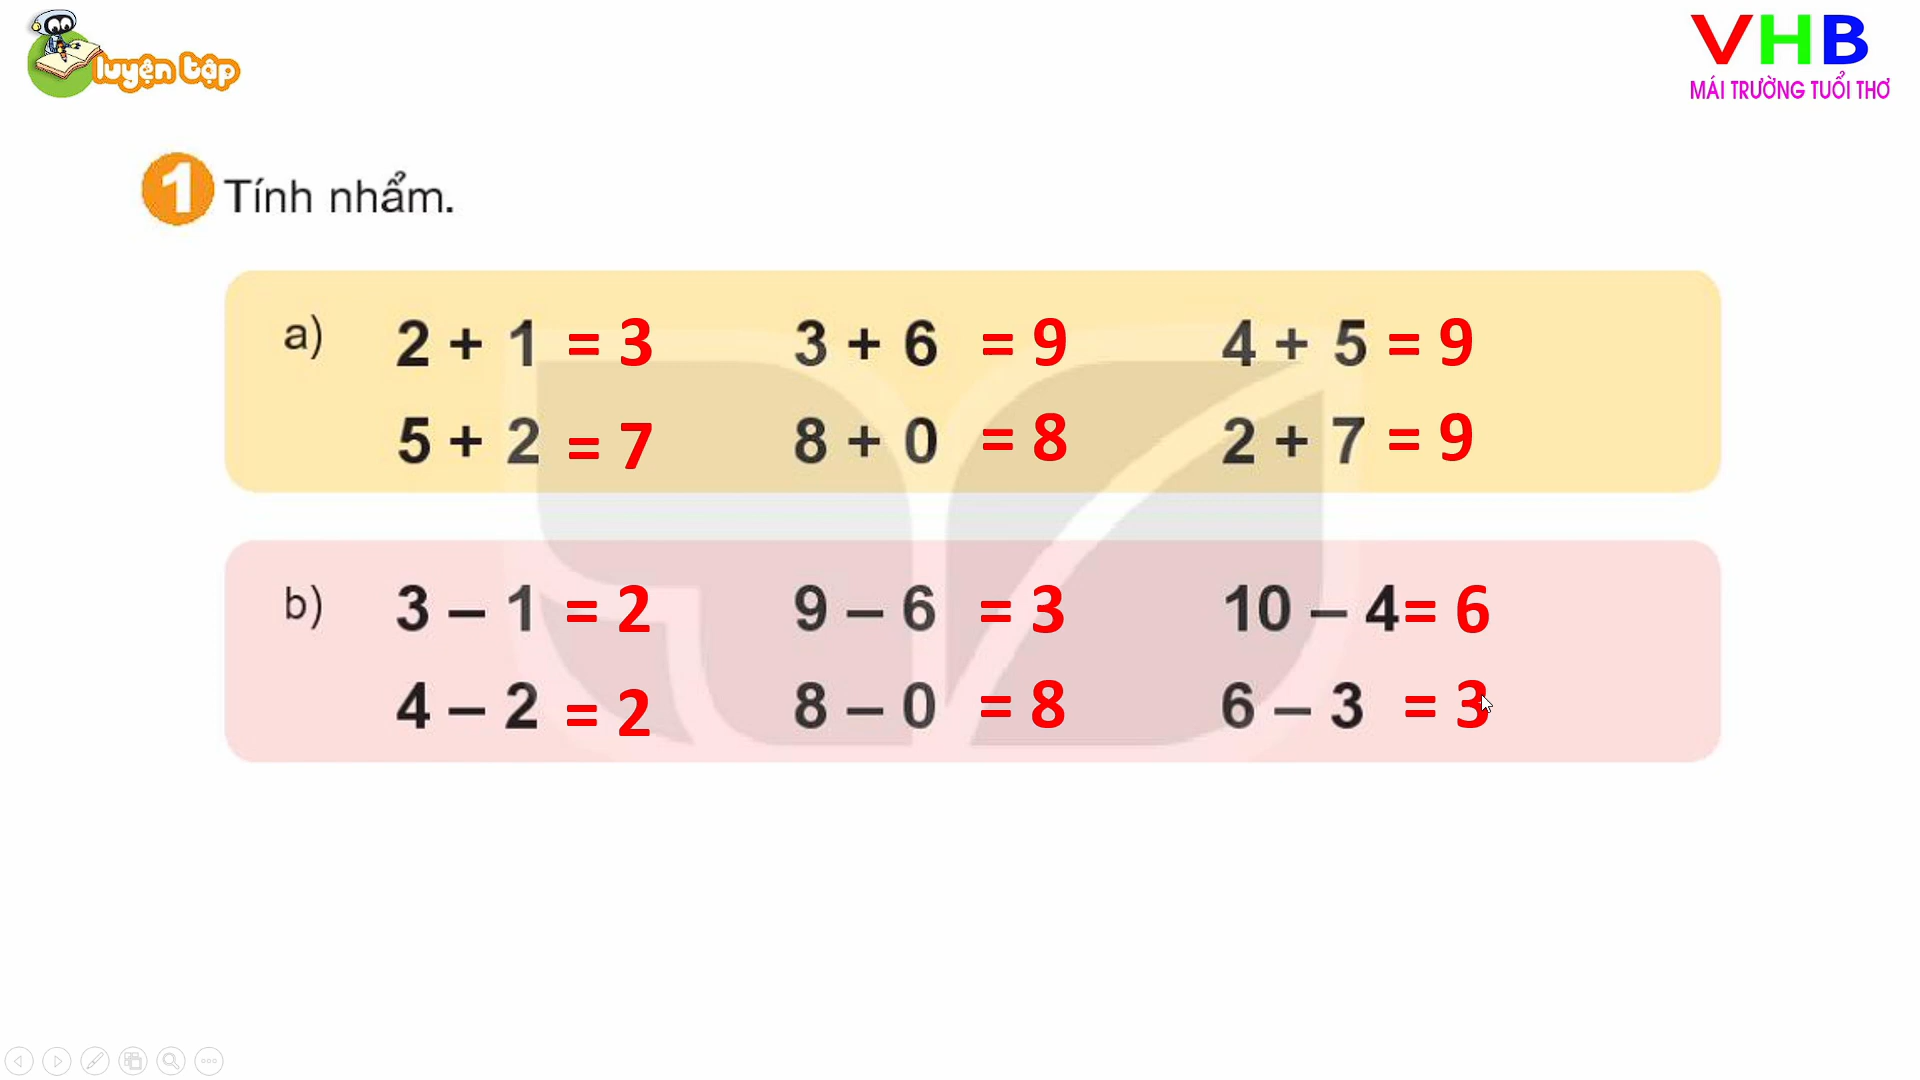 luyện tập
VHB
MÁI TRƯỜNG TUỔI THƠ
1 Tính nhẩm.
a) 2 + 1 = 3 3 + 6 = 9 4 + 5 = 9
5 + 2 = 7 8 + 0 = 8 2 + 7 = 9
b) 3 – 1 = 2 9 – 6 = 3 10 – 4 = 6
4 – 2 = 2 8 – 0 = 8 6 – 3 = 3